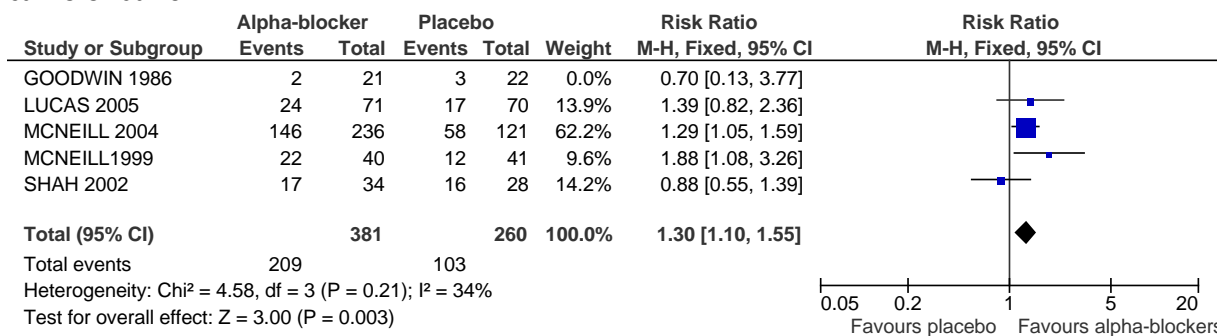 Alpha-blocker Placebo Risk Ratio Risk Ratio
Study or Subgroup Events Total Events Total Weight M-H, Fixed, 95% CI M-H, Fixed, 95% CI
GOODWIN 1986 2 21 3 22 0.0% 0.70 [0.13, 3.77]
LUCAS 2005 24 71 17 70 13.9% 1.39 [0.82, 2.36]
MCNEILL 2004 146 236 58 121 62.2% 1.29 [1.05, 1.59]
MCNEILL1999 22 40 12 41 9.6% 1.88 [1.08, 3.26]
SHAH 2002 17 34 16 28 14.2% 0.88 [0.55, 1.39]
Total (95% CI) 381 260 100.0% 1.30 [1.10, 1.55]
Total events 209 103
Heterogeneity: Chi² = 4.58, df = 3 (P = 0.21); I² = 34%
Test for overall effect: Z = 3.00 (P = 0.003)
0.05 0.2 1 5 20
Favours placebo Favours alpha-blockers